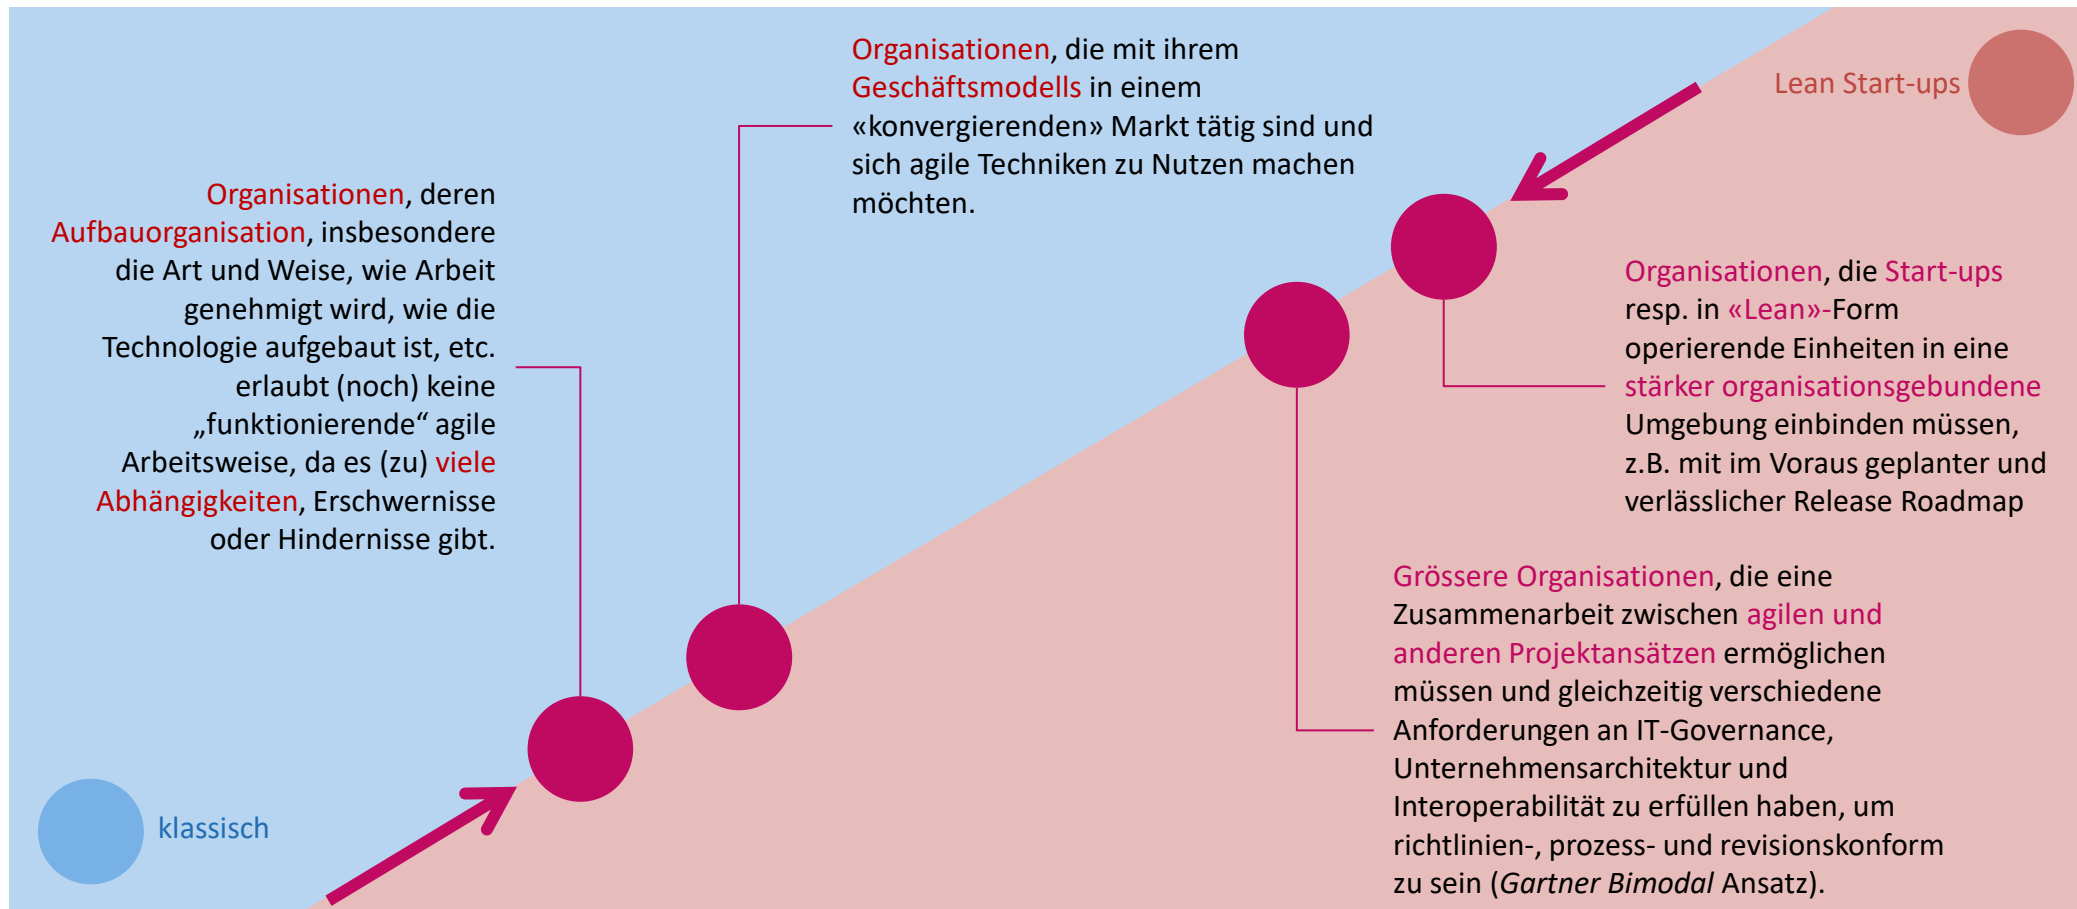 Organisationen, die mit ihrem
Geschäftsmodells in einem
«konvergierenden» Markt tätig sind und
sich agile Techniken zu Nutzen machen
möchten.
Lean Start-ups
Organisationen, deren
Aufbauorganisation, insbesondere
die Art und Weise, wie Arbeit
genehmigt wird, wie die
Technologie aufgebaut ist, etc.
erlaubt (noch) keine
„funktionierende“ agile
Arbeitsweise, da es (zu) viele
Abhängigkeiten, Erschwernisse
oder Hindernisse gibt.
Organisationen, die Start-ups
resp. in «Lean»-Form
operierende Einheiten in eine
stärker organisationsgebundene
Umgebung einbinden müssen,
z.B. mit im Voraus geplanter und
verlässlicher Release Roadmap
Grössere Organisationen, die eine
Zusammenarbeit zwischen agilen und
anderen Projektansätzen ermöglichen
müssen und gleichzeitig verschiedene
Anforderungen an IT-Governance,
Unternehmensarchitektur und
Interoperabilität zu erfüllen haben, um
richtlinien-, prozess- und revisionskonform
zu sein (Gartner Bimodal Ansatz).
klassisch